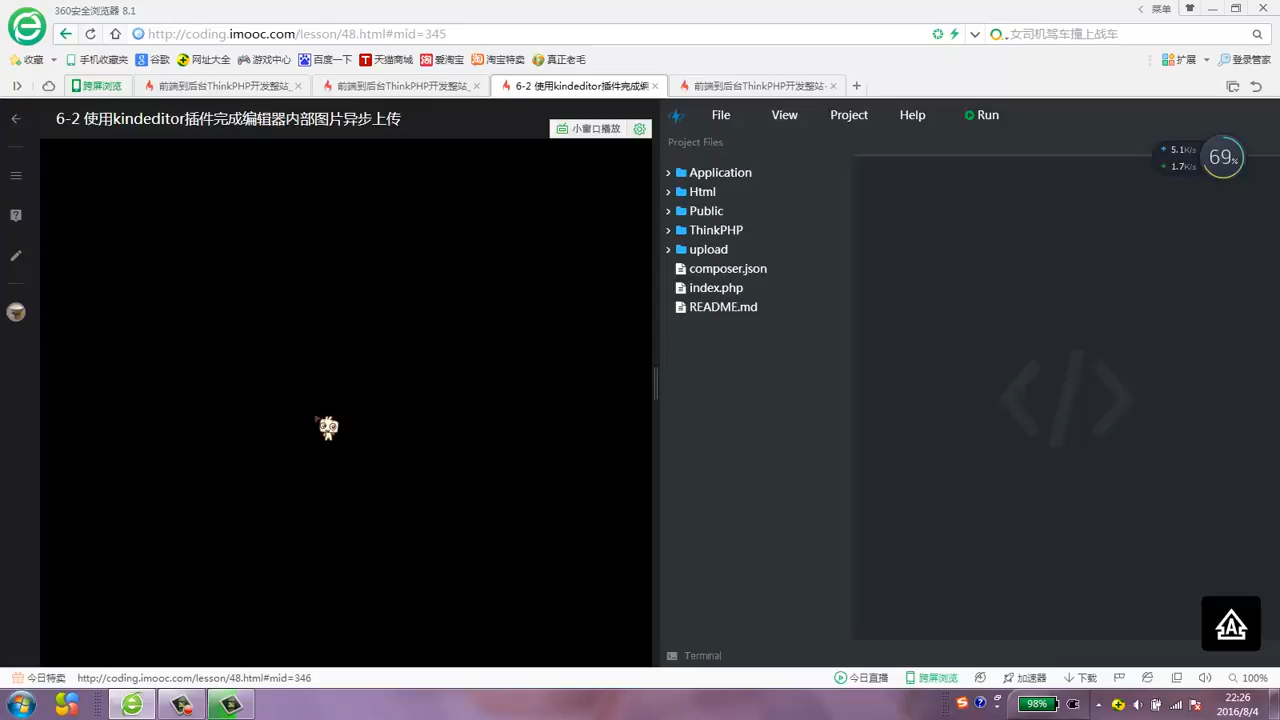 360安全浏览器 8.1
菜单
http://coding.imooc.com/lesson/48.html#mid=345
女司机驾车撞上战车
收藏 手机收藏夹 谷歌 网址大全 游戏中心 百度一下 天猫商城 爱淘宝 淘宝特卖 真正老毛
扩展 登录管家
跨屏浏览
前端到后台ThinkPHP开发整站_
前端到后台ThinkPHP开发整站_
6-2 使用kindeditor插件完成编
前端到后台ThinkPHP开发整站
6-2 使用kindeditor插件完成编辑器内部图片异步上传
小窗口播放
File View Project Help Run
Project Files
5.1K/s
1.7K/s
69%
Application
Html
Public
ThinkPHP
upload
composer.json
index.php
README.md
A
Terminal
今日特卖 http://coding.imooc.com/lesson/48.html#mid=346
今日直播 跨屏浏览 加速器 下载 100%
98%
22:26
2016/8/4